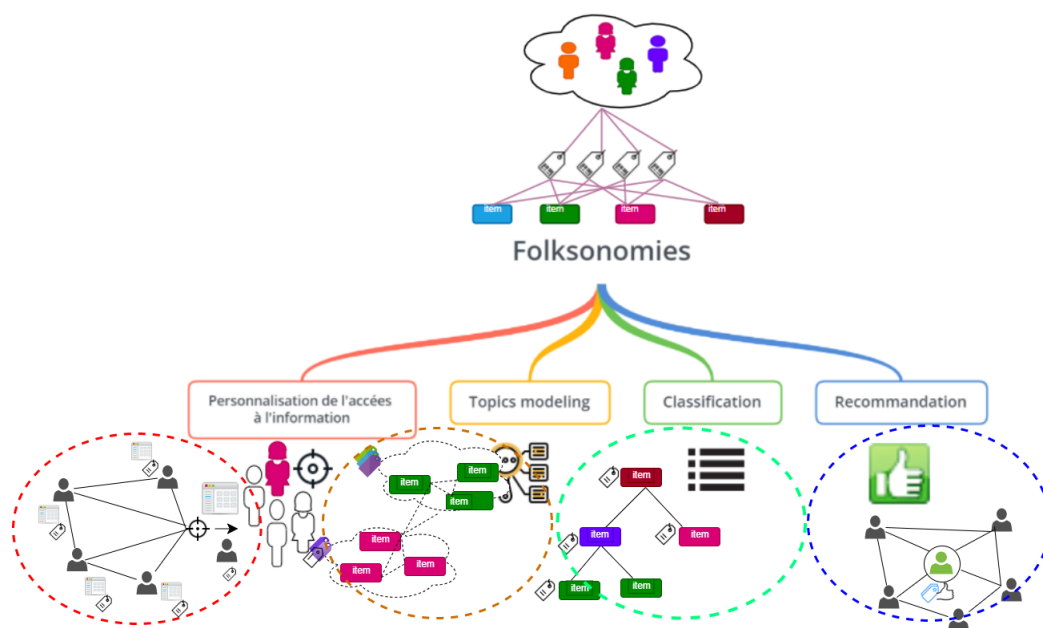 item
item
item
item
Folksonomies
Personnalisation de l'accées
à l'information
Topics modeling
Classification
Recommandation
item
item
item
item
item
item
item
item
item
item
item